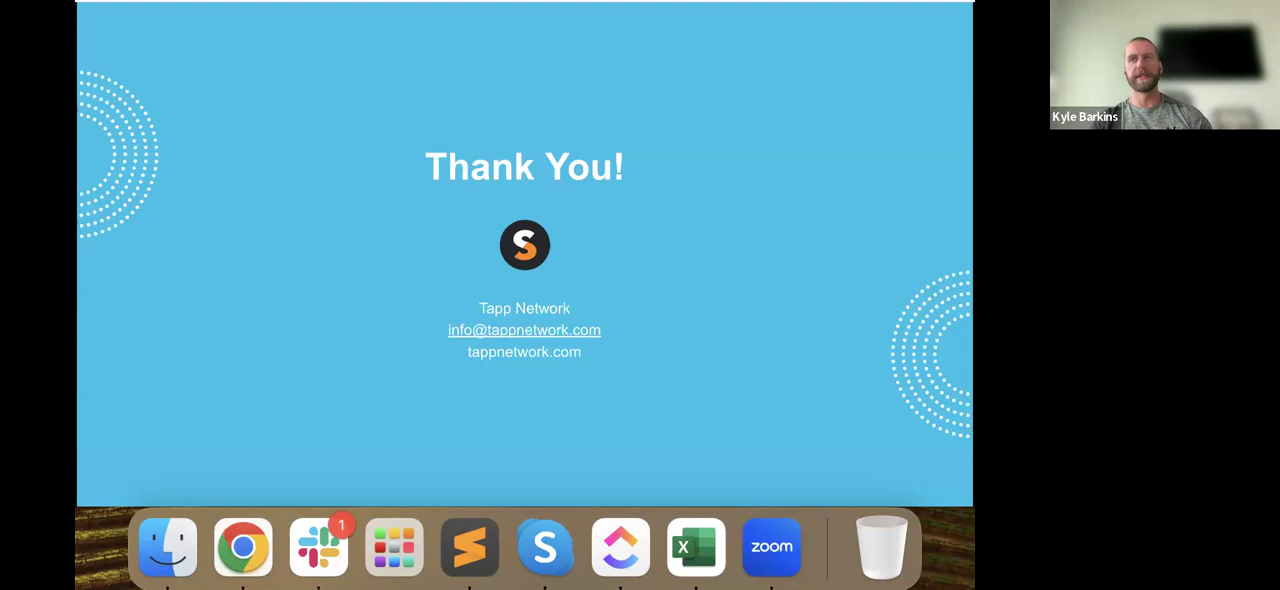 Thank You!
Tapp Network
info@tappnetwork.com
tappnetwork.com
Kyle Barkins
1
zoom